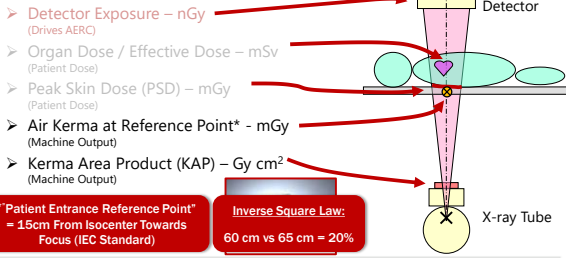 ➢ Detector Exposure – nGy
(Drives AERC)
➢ Organ Dose / Effective Dose – mSv
(Patient Dose)
➢ Peak Skin Dose (PSD) – mGy
(Patient Dose)
➢ Air Kerma at Reference Point* - mGy
(Machine Output)
➢ Kerma Area Product (KAP) – Gy cm²
(Machine Output)
*"Patient Entrance Reference Point"
= 15cm From Isocenter Towards
Focus (IEC Standard)
Inverse Square Law:
60 cm vs 65 cm = 20%
Detector
X-ray Tube